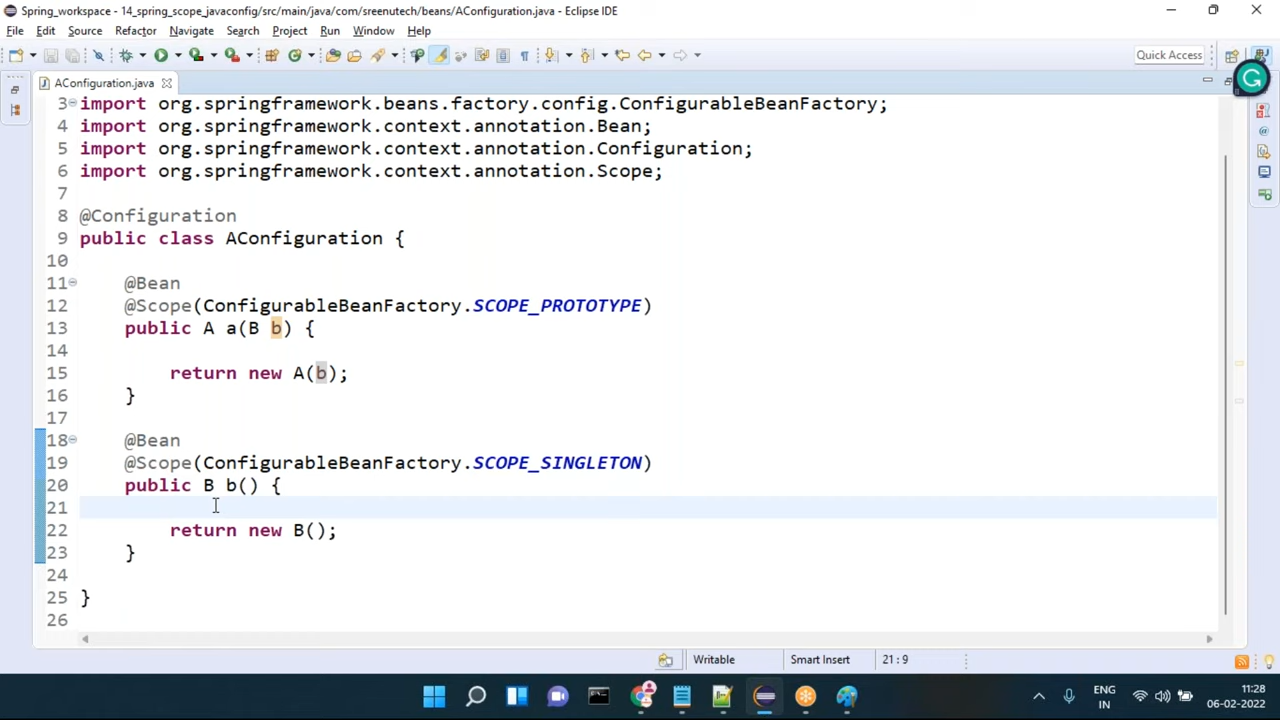 Spring_workspace - 14_spring_scope_javaconfig/src/main/java/com/sreenutech/beans/AConfiguration.java - Eclipse IDE
File Edit Source Refactor Navigate Search Project Run Window Help
Quick Access
AConfiguration.java
3 import org.springframework.beans.factory.config.ConfigurableBeanFactory;
4 import org.springframework.context.annotation.Bean;
5 import org.springframework.context.annotation.Configuration;
6 import org.springframework.context.annotation.Scope;
7
8 @Configuration
9 public class AConfiguration {
10
11 @Bean
12 @Scope(ConfigurableBeanFactory.SCOPE_PROTOTYPE)
13 public A a(B b) {
14
15 return new A(b);
16 }
17
18 @Bean
19 @Scope(ConfigurableBeanFactory.SCOPE_SINGLETON)
20 public B b() {
21
22 return new B();
23 }
24
25 }
26
Writable Smart Insert 21 : 9
ENG 11:28
IN 06-02-2022